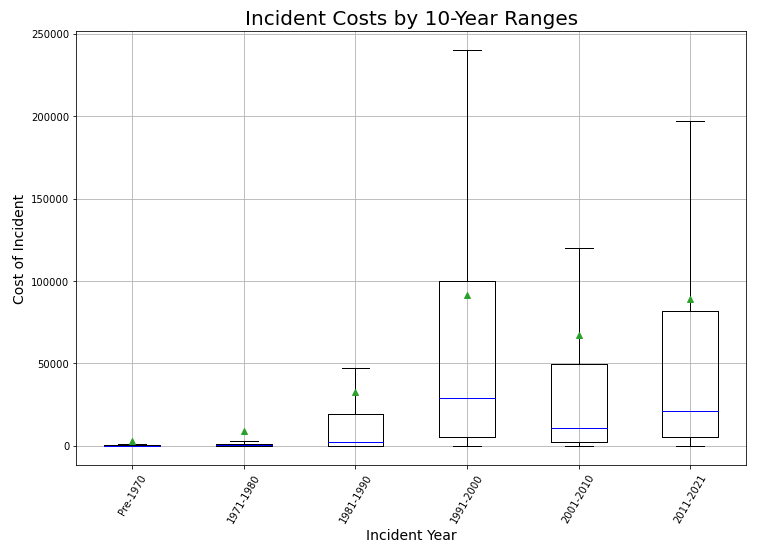 Incident Costs by 10-Year Ranges
250000
200000
150000
100000
50000
0
Cost of Incident
Pre-1970
1971-1980
1981-1990
1991-2000
2001-2010
2011-2021
Incident Year